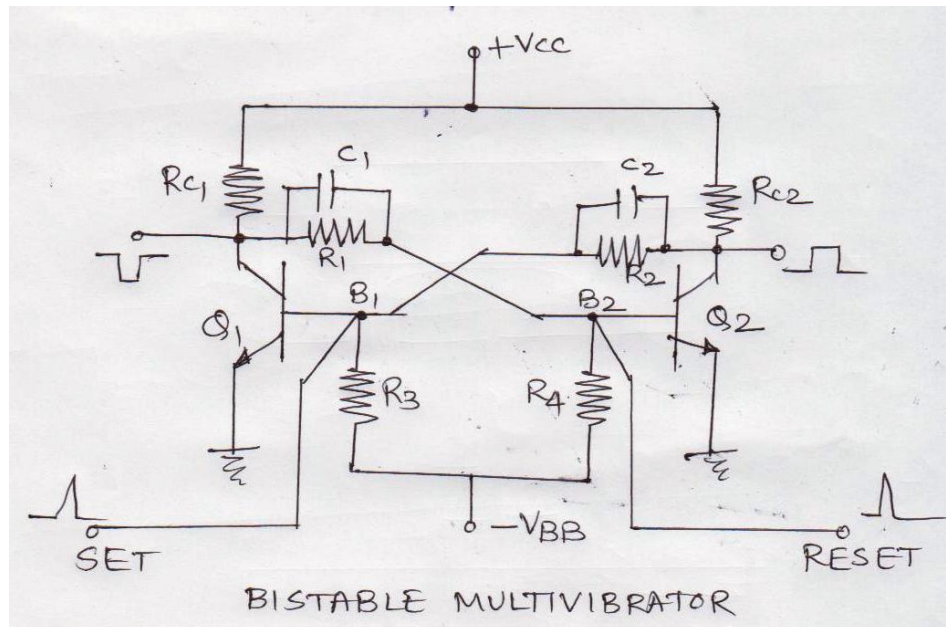 +VCC
C1
C2
RC1
RC2
R1
R2
B1
B2
Q1
Q2
R3
R4
-VBB
SET
RESET
BISTABLE MULTIVIBRATOR